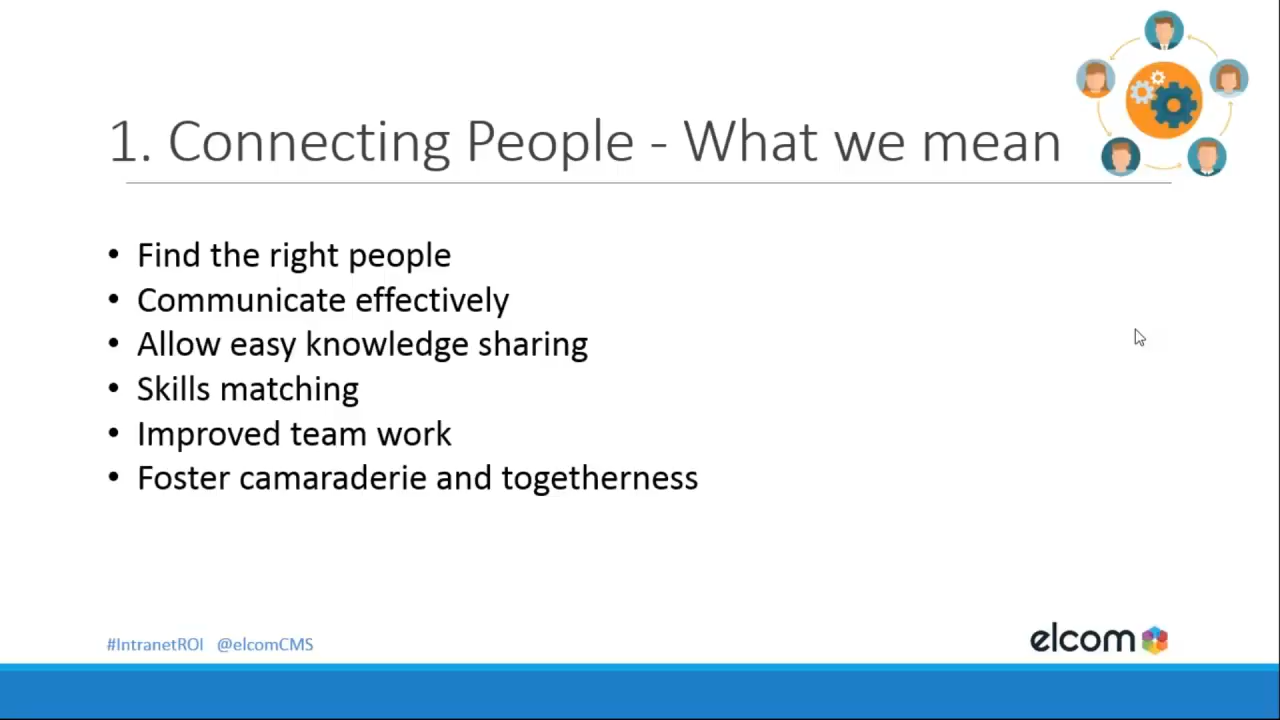 1. Connecting People - What we mean
• Find the right people
• Communicate effectively
• Allow easy knowledge sharing
• Skills matching
• Improved team work
• Foster camaraderie and togetherness
#IntranetROI @elcomCMS
elcom